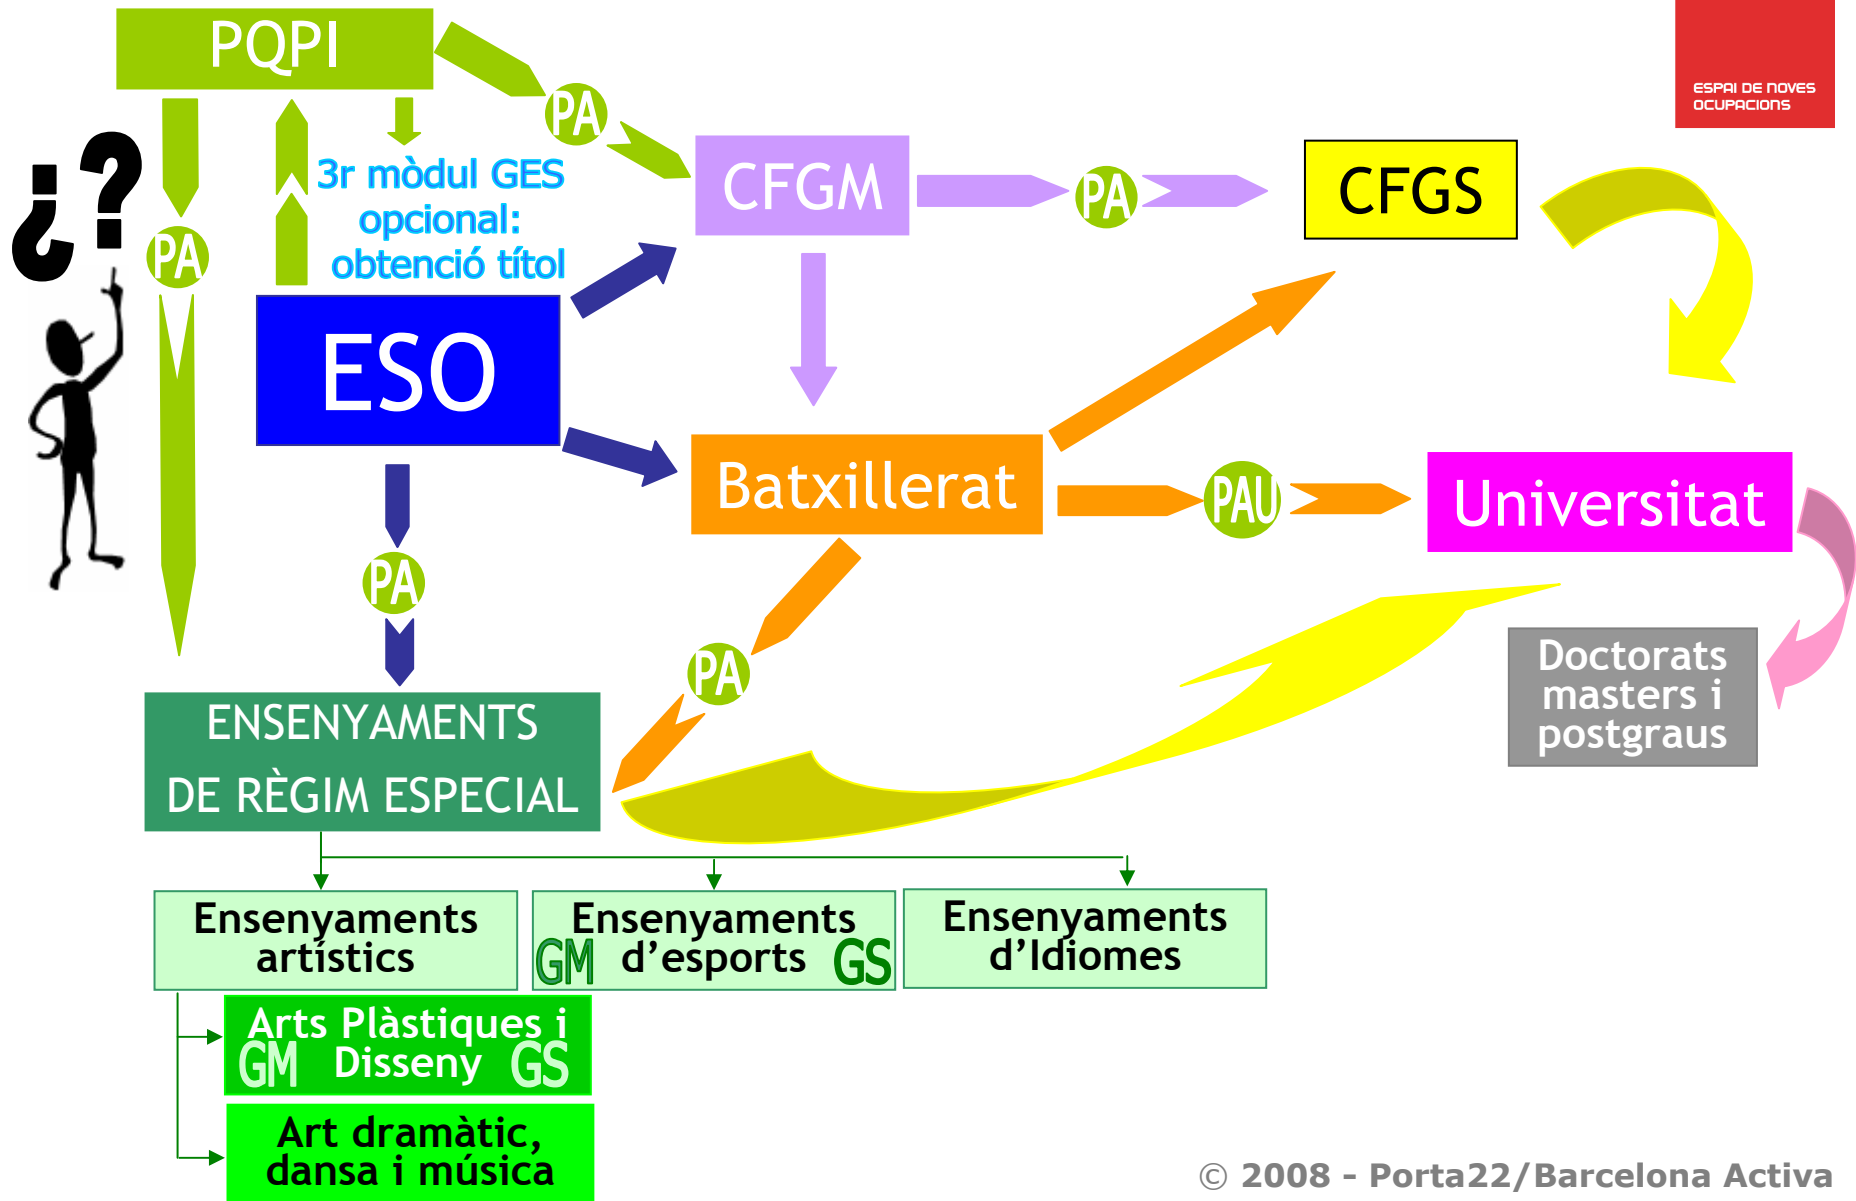 PQPI
ESPAI DE NOVES
OCUPACIONS
PA
¿?
3r mòdul GES
opcional:
obtenció títol
CFGM
PA
CFGS
PA
ESO
Batxillerat
PAU
Universitat
PA
PA
Doctorats
masters i
postgraus
ENSENYAMENTS
DE RÈGIM ESPECIAL
Ensenyaments
artístics
Ensenyaments
GM d’esports GS
Ensenyaments
d’Idiomes
Arts Plàstiques i
GM Disseny GS
Art dramàtic,
dansa i música
© 2008 - Porta22/Barcelona Activa